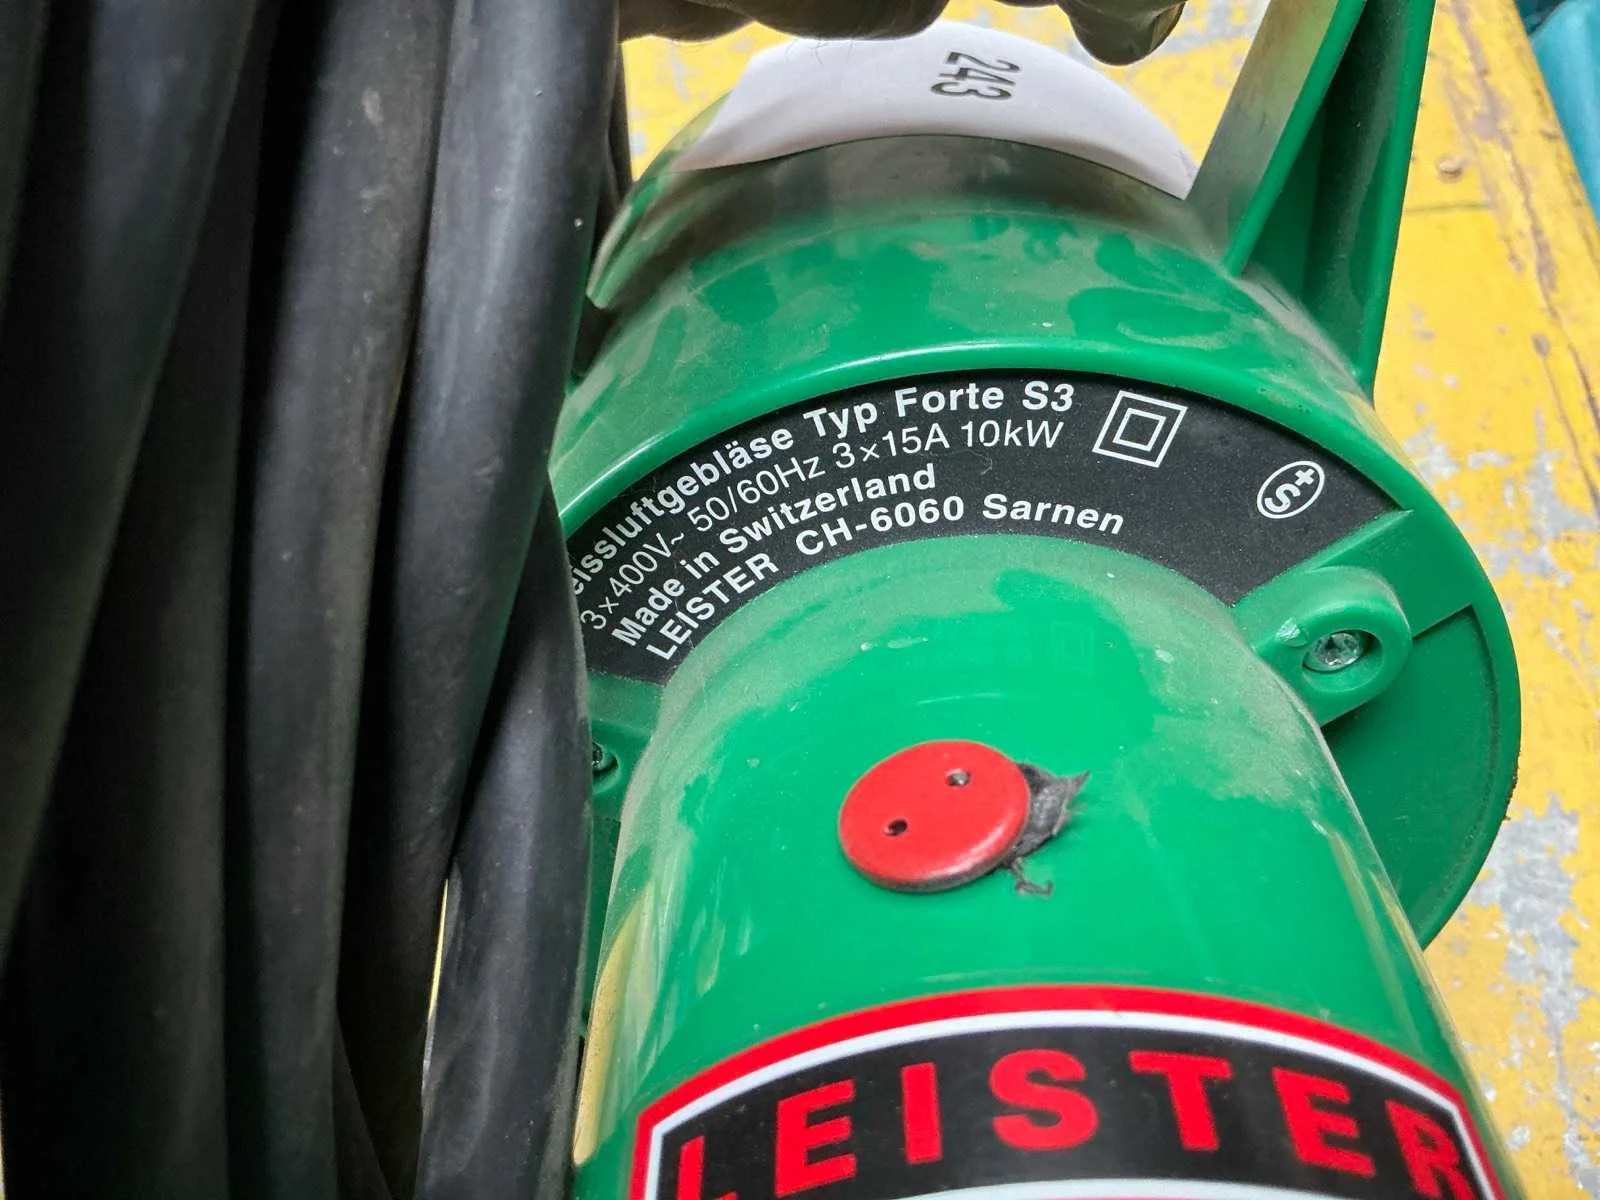 243
eissluftgebläse Typ Forte S3
3×400V~ 50/60Hz 3×15A 10kW
Made in Switzerland
LEISTER CH-6060 Sarnen
+S
LEISTER